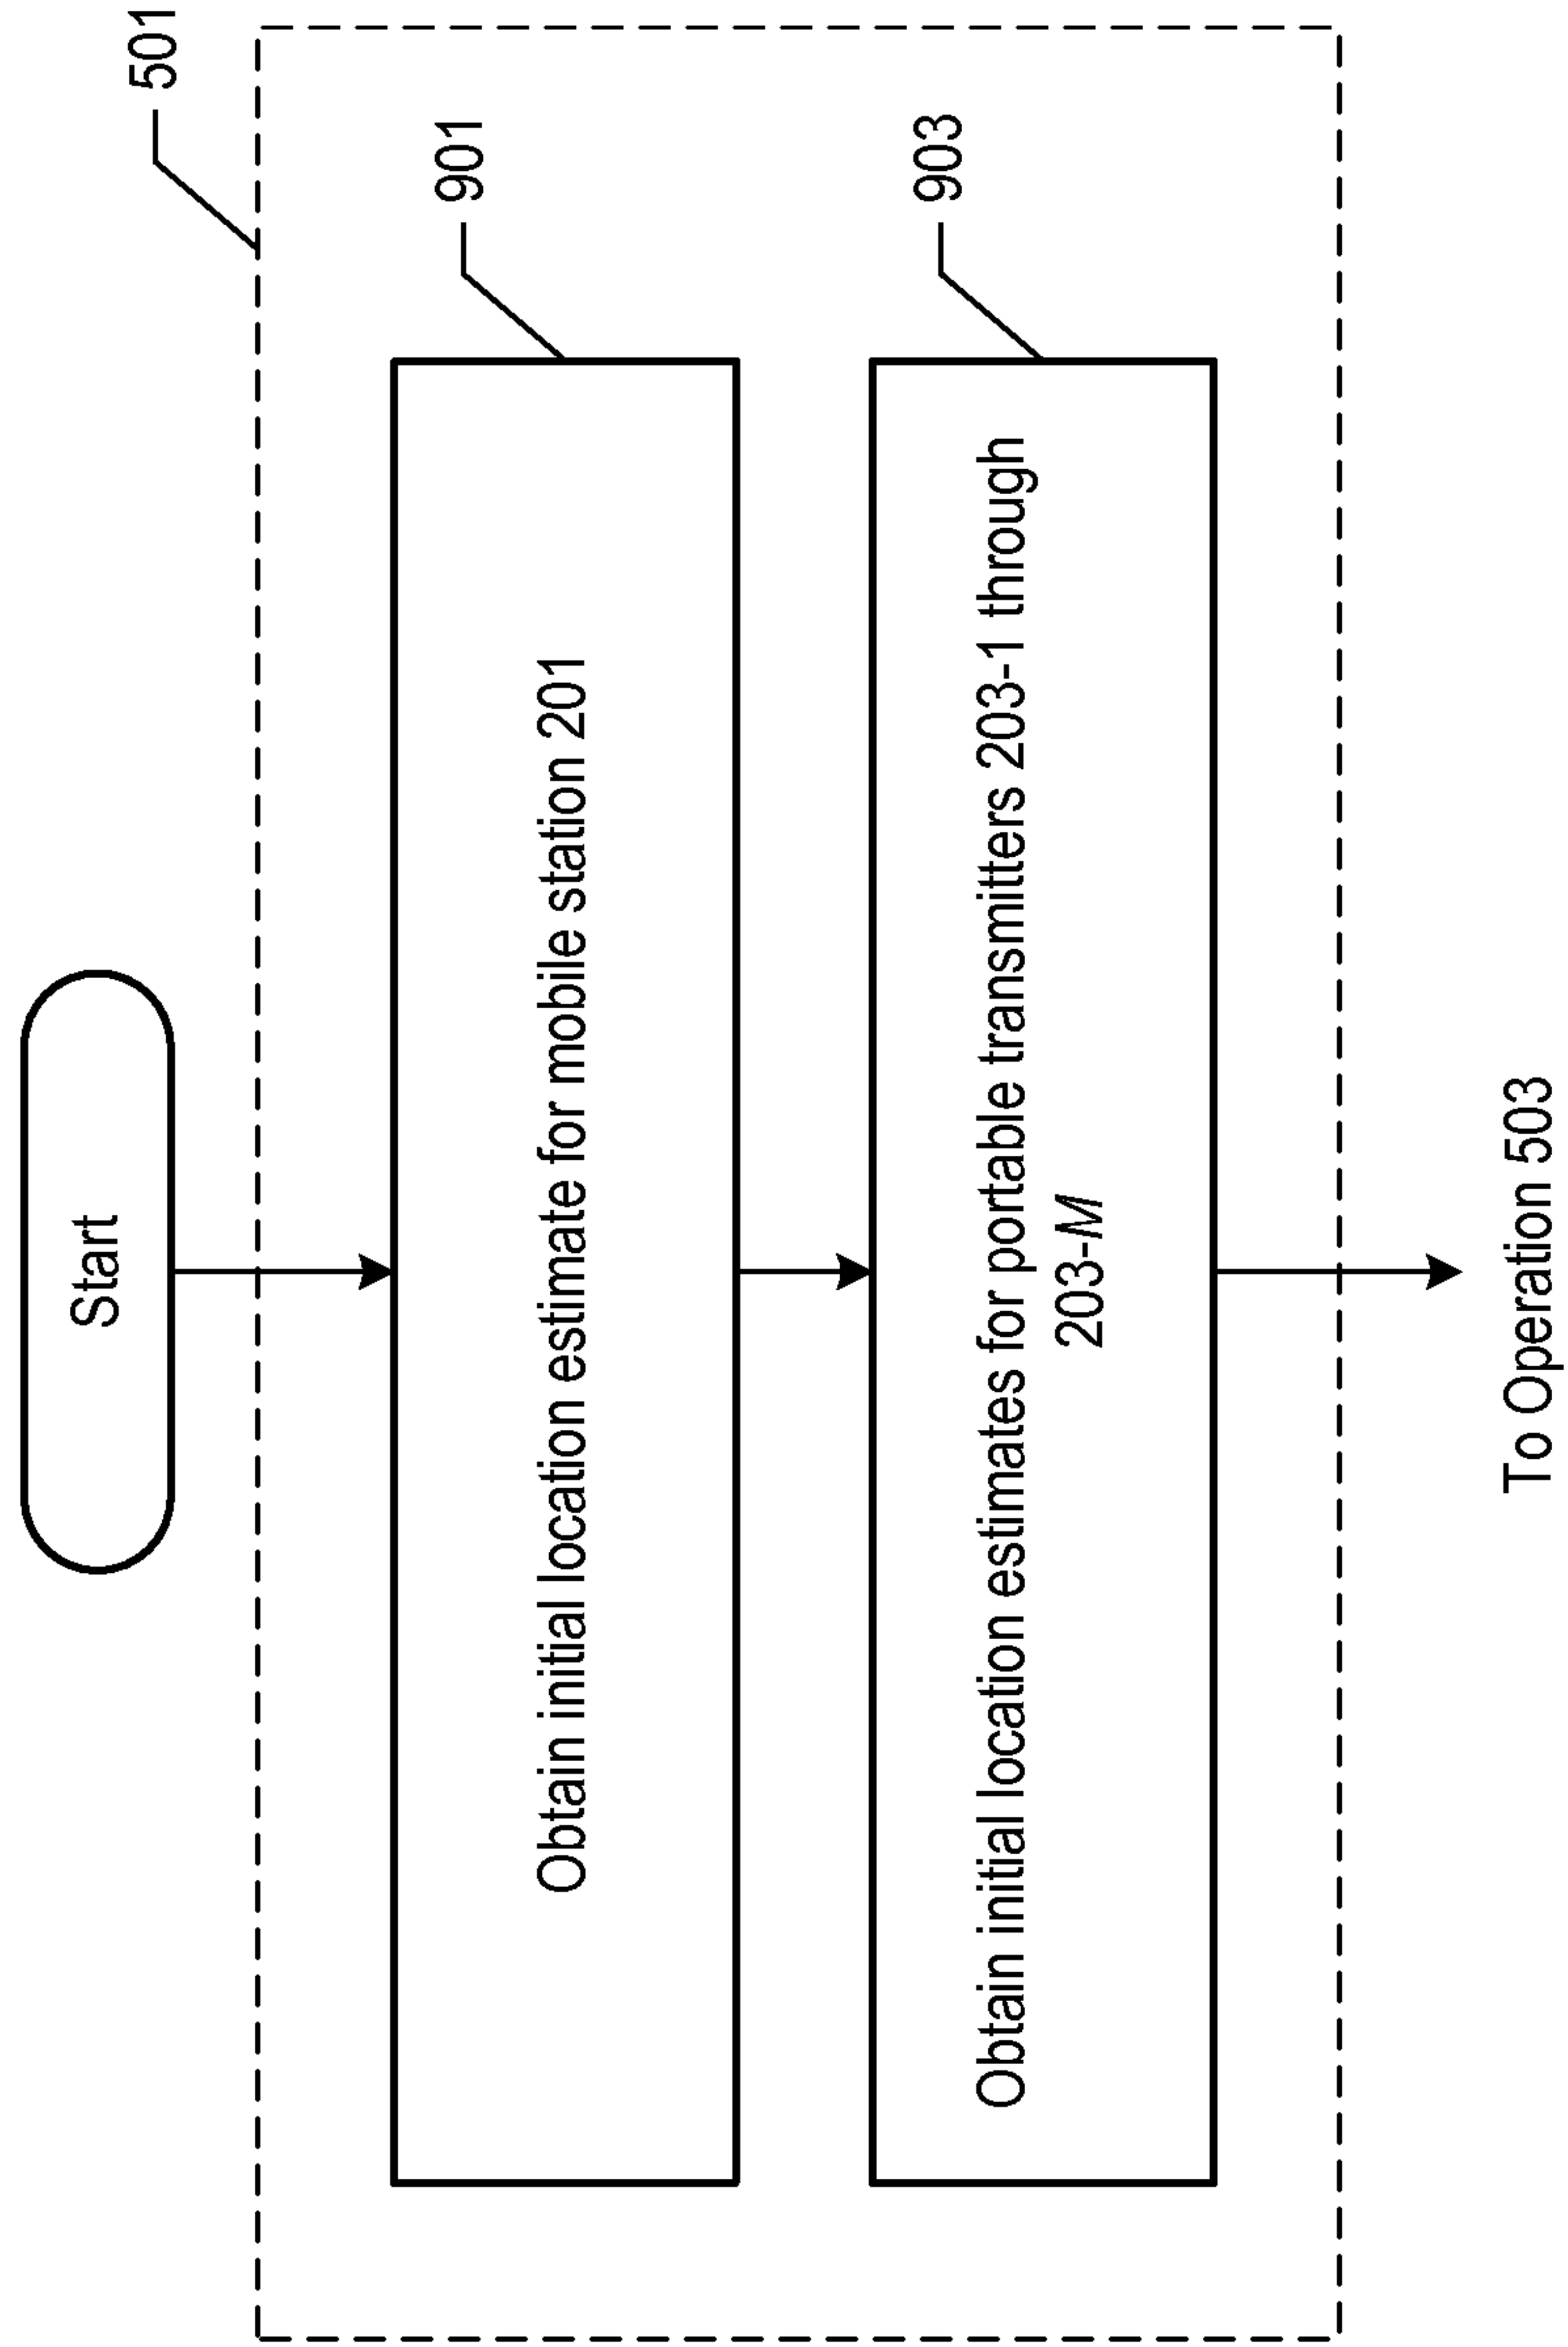 Start
501
901
Obtain initial location estimate for mobile station 201
903
Obtain initial location estimates for portable transmitters 203-1 through
203-M
To Operation 503